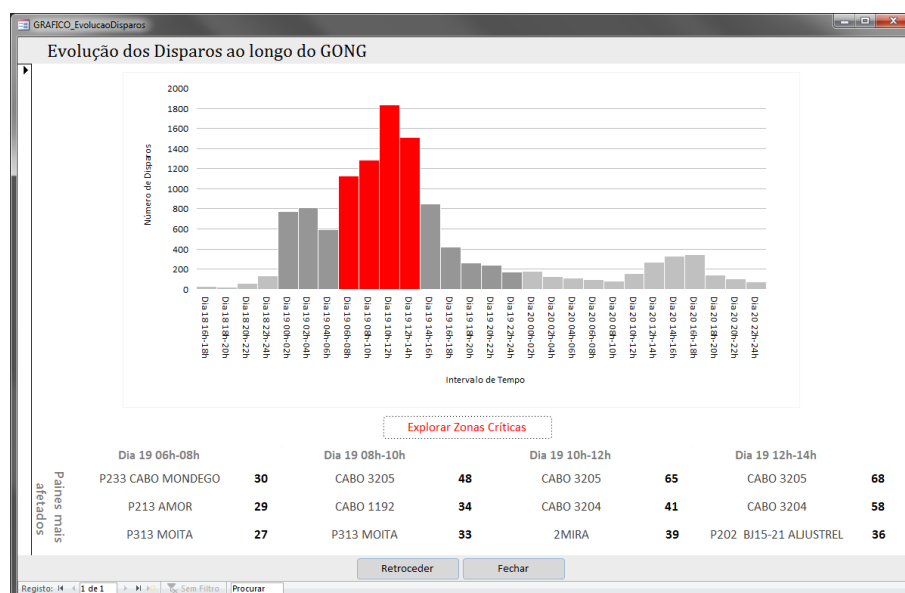 GRAFICO_EvolucaoDisparos
Evolução dos Disparos ao longo do GONG
2000
1800
1600
1400
1200
1000
800
600
400
200
0
Número de Disparos
Dia 18 16h-18h
Dia 18 18h-20h
Dia 18 20h-22h
Dia 18 22h-24h
Dia 19 00h-02h
Dia 19 02h-04h
Dia 19 04h-06h
Dia 19 06h-08h
Dia 19 08h-10h
Dia 19 10h-12h
Dia 19 12h-14h
Dia 19 14h-16h
Dia 19 16h-18h
Dia 19 18h-20h
Dia 19 20h-22h
Dia 19 22h-24h
Dia 20 00h-02h
Dia 20 02h-04h
Dia 20 04h-06h
Dia 20 06h-08h
Dia 20 08h-10h
Dia 20 10h-12h
Dia 20 12h-14h
Dia 20 14h-16h
Dia 20 16h-18h
Dia 20 18h-20h
Dia 20 20h-22h
Dia 20 22h-24h
Intervalo de Tempo
Explorar Zonas Críticas
Dia 19 06h-08h Dia 19 08h-10h Dia 19 10h-12h Dia 19 12h-14h
Paines mais
afetados
P233 CABO MONDEGO 30 CABO 3205 48 CABO 3205 65 CABO 3205 68
P213 AMOR 29 CABO 1192 34 CABO 3204 41 CABO 3204 58
P313 MOITA 27 P313 MOITA 33 2MIRA 39 P202 BJ15-21 ALJUSTREL 36
Retroceder Fechar
Registo: 1 de 1 Sem Filtro Procurar